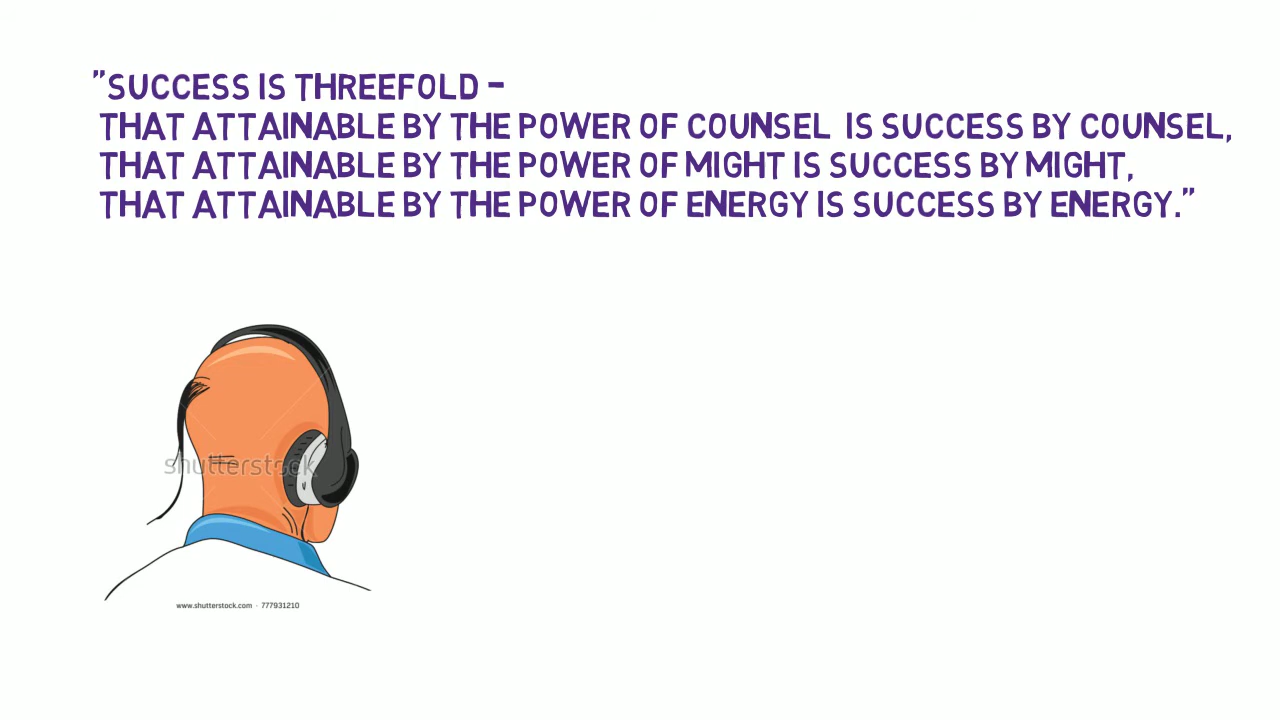 "SUCCESS IS THREEFOLD -
THAT ATTAINABLE BY THE POWER OF COUNSEL IS SUCCESS BY COUNSEL,
THAT ATTAINABLE BY THE POWER OF MIGHT IS SUCCESS BY MIGHT,
THAT ATTAINABLE BY THE POWER OF ENERGY IS SUCCESS BY ENERGY."
shutterstock
www.shutterstock.com · 777931210